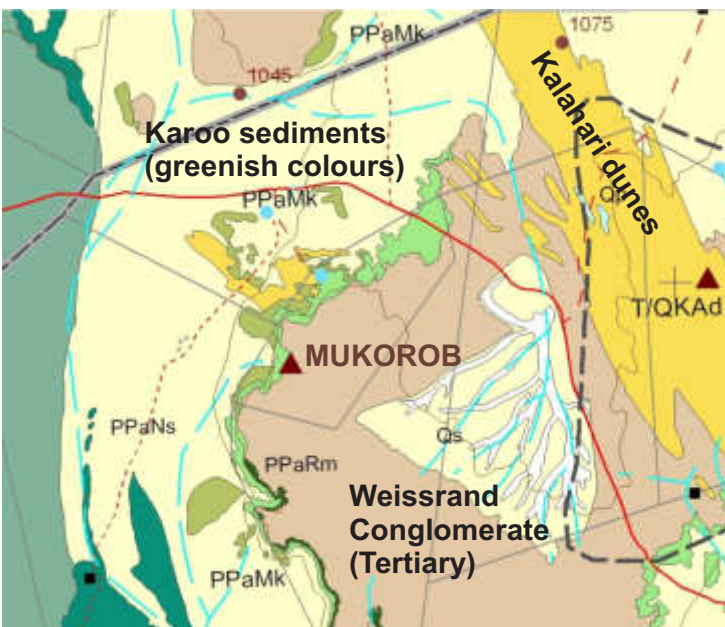 1075
PPaMk
1045
Kalahari dunes
Karoo sediments
(greenish colours)
PPaMk
T/QKAd
MUKOROB
PPaNs
Qs
PPaRm
Weissrand
Conglomerate
(Tertiary)
PPaMk